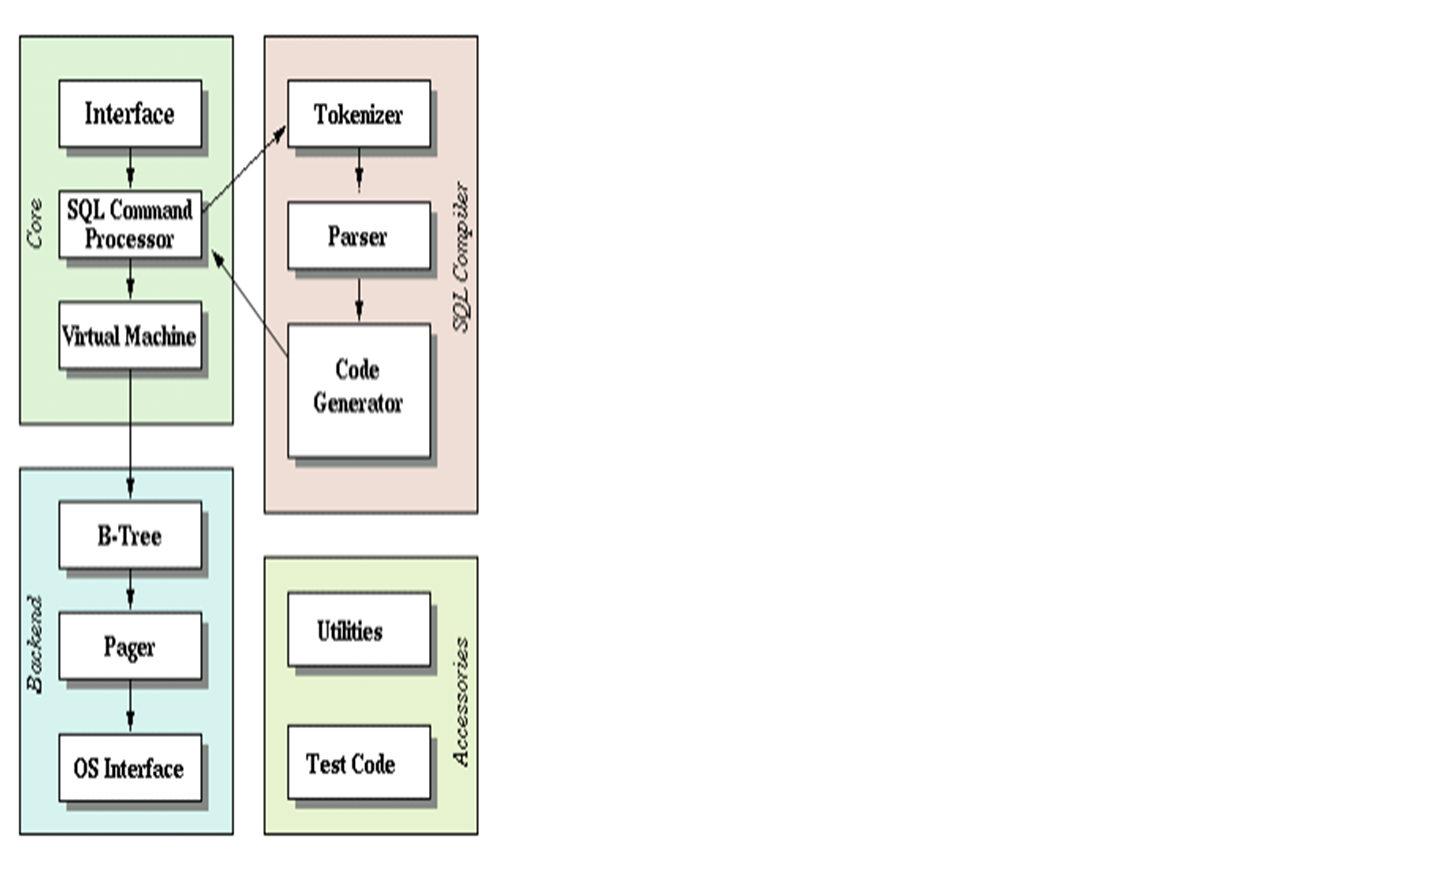 Core
Interface
SQL Command
Processor
Virtual Machine
SQL Compiler
Tokenizer
Parser
Code
Generator
Backend
B-Tree
Pager
OS Interface
Accessories
Utilities
Test Code